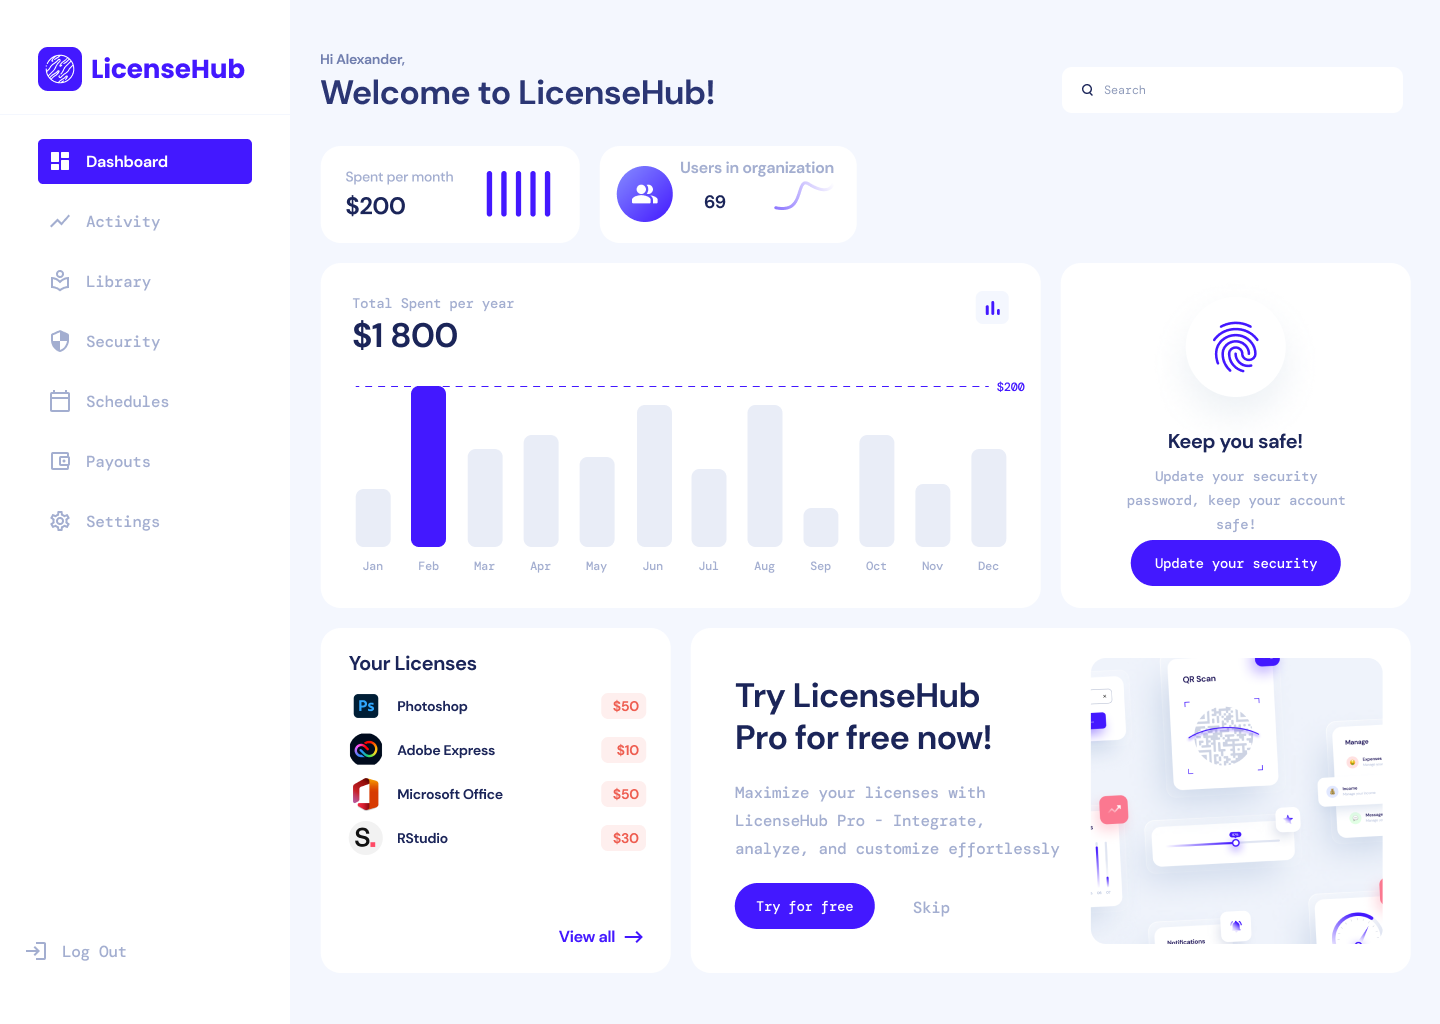 LicenseHub
Dashboard
Activity
Library
Security
Schedules
Payouts
Settings
Log Out
Hi Alexander,
Welcome to LicenseHub!
Search
Spent per month
$200
Users in organization
69
Total Spent per year
$1 800
$200
Jan Feb Mar Apr May Jun Jul Aug Sep Oct Nov Dec
Keep you safe!
Update your security
password, keep your account
safe!
Update your security
Your Licenses
Ps Photoshop $50
Adobe Express $10
Microsoft Office $50
S. RStudio $30
View all
Try LicenseHub
Pro for free now!
Maximize your licenses with
LicenseHub Pro - Integrate,
analyze, and customize effortlessly
Try for free
Skip
QR Scan
Manage
Expenses
Income
Message
Notifications